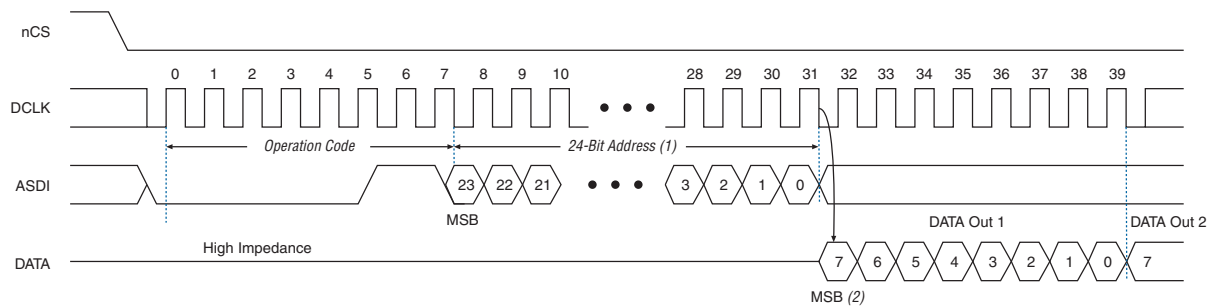 nCS
0 1 2 3 4 5 6 7 8 9 10 28 29 30 31 32 33 34 35 36 37 38 39
DCLK
Operation Code 24-Bit Address (1)
ASDI 23 22 21 3 2 1 0
MSB
DATA Out 1 DATA Out 2
High Impedance
DATA 7 6 5 4 3 2 1 0 7
MSB (2)